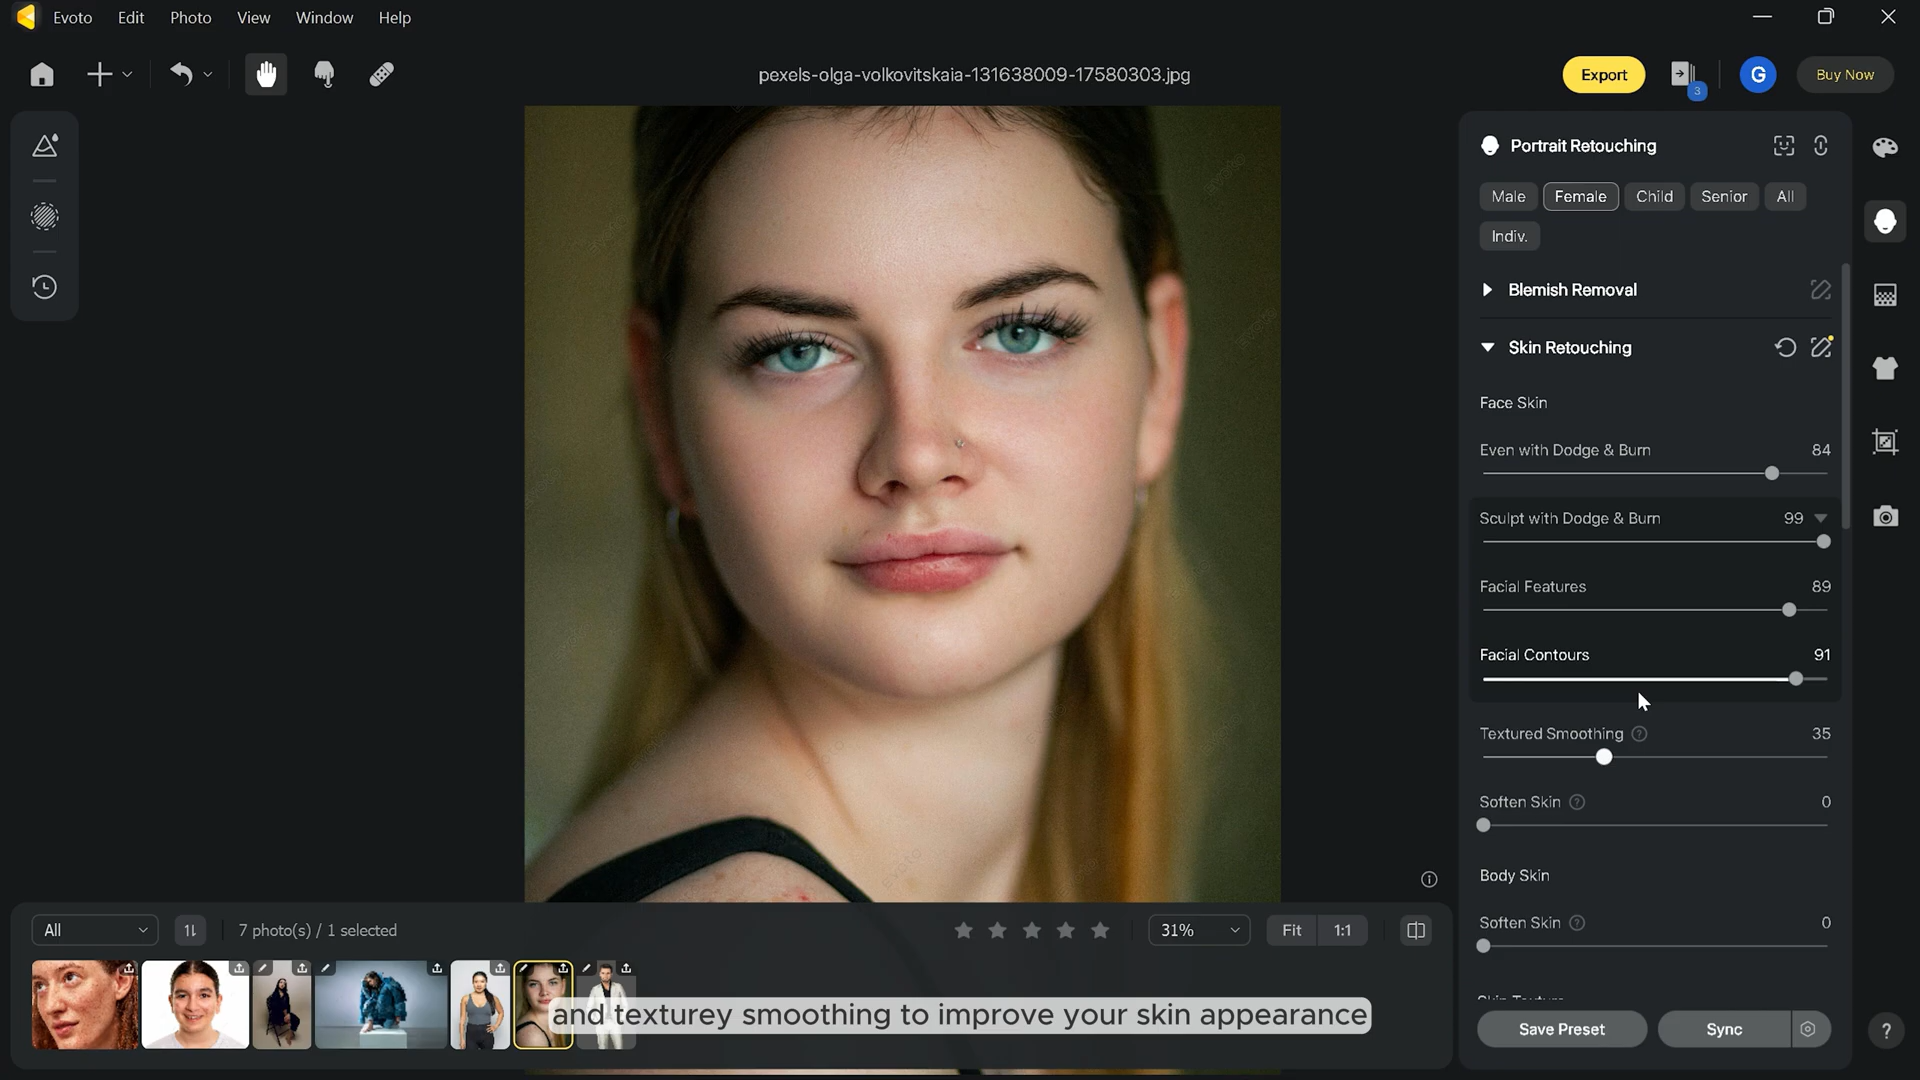 Evoto Edit Photo View Window Help
pexels-olga-volkovitskaia-131638009-17580303.jpg
Export
3
G
Buy Now
Portrait Retouching
Male Female Child Senior All
Indiv.
Blemish Removal
Skin Retouching
Face Skin
Even with Dodge & Burn 84
Sculpt with Dodge & Burn 99
Facial Features 89
Facial Contours 91
Textured Smoothing ? 35
Soften Skin ? 0
Body Skin
Soften Skin ? 0
Save Preset Sync
?
All
7 photo(s) / 1 selected
31%
Fit 1:1
and texturey smoothing to improve your skin appearance